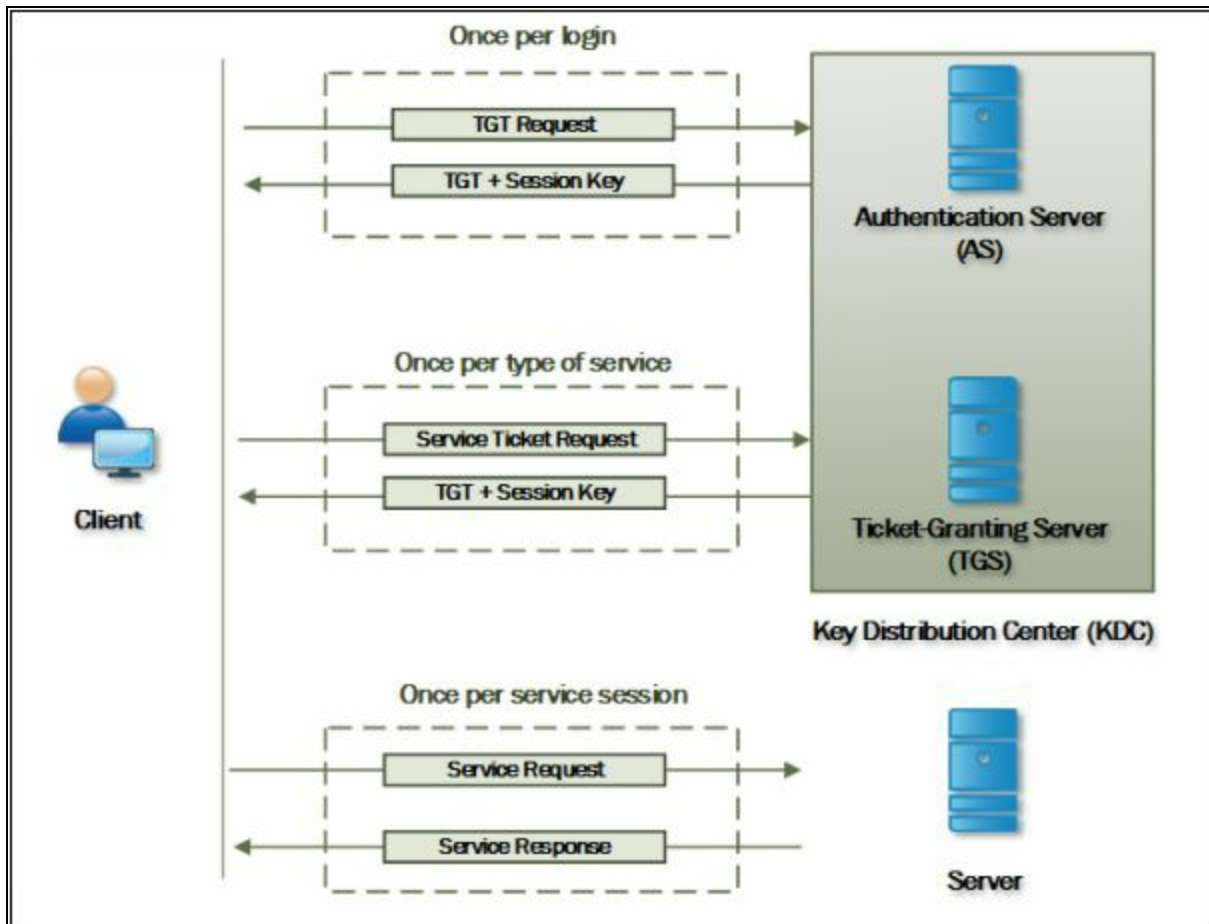 Once per login
TGT Request
TGT + Session Key
Authentication Server
(AS)
Once per type of service
Service Ticket Request
TGT + Session Key
Client
Ticket-Granting Server
(TGS)
Key Distribution Center (KDC)
Once per service session
Service Request
Service Response
Server